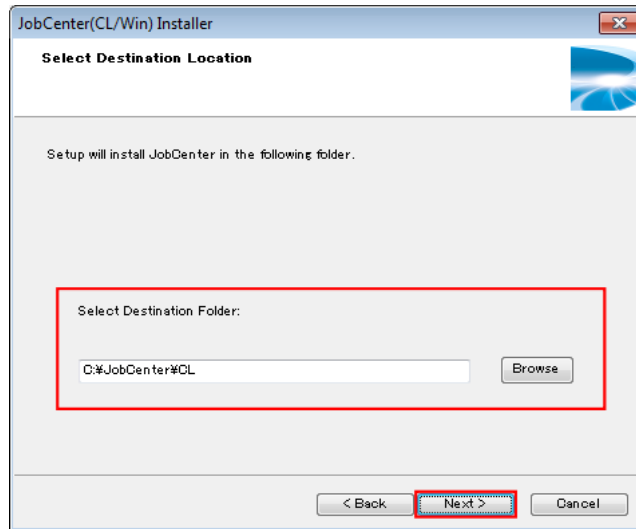 JobCenter(CL/Win) Installer
Select Destination Location
Setup will install JobCenter in the following folder.
Select Destination Folder:
C:¥JobCenter¥CL
Browse
< Back
Next >
Cancel